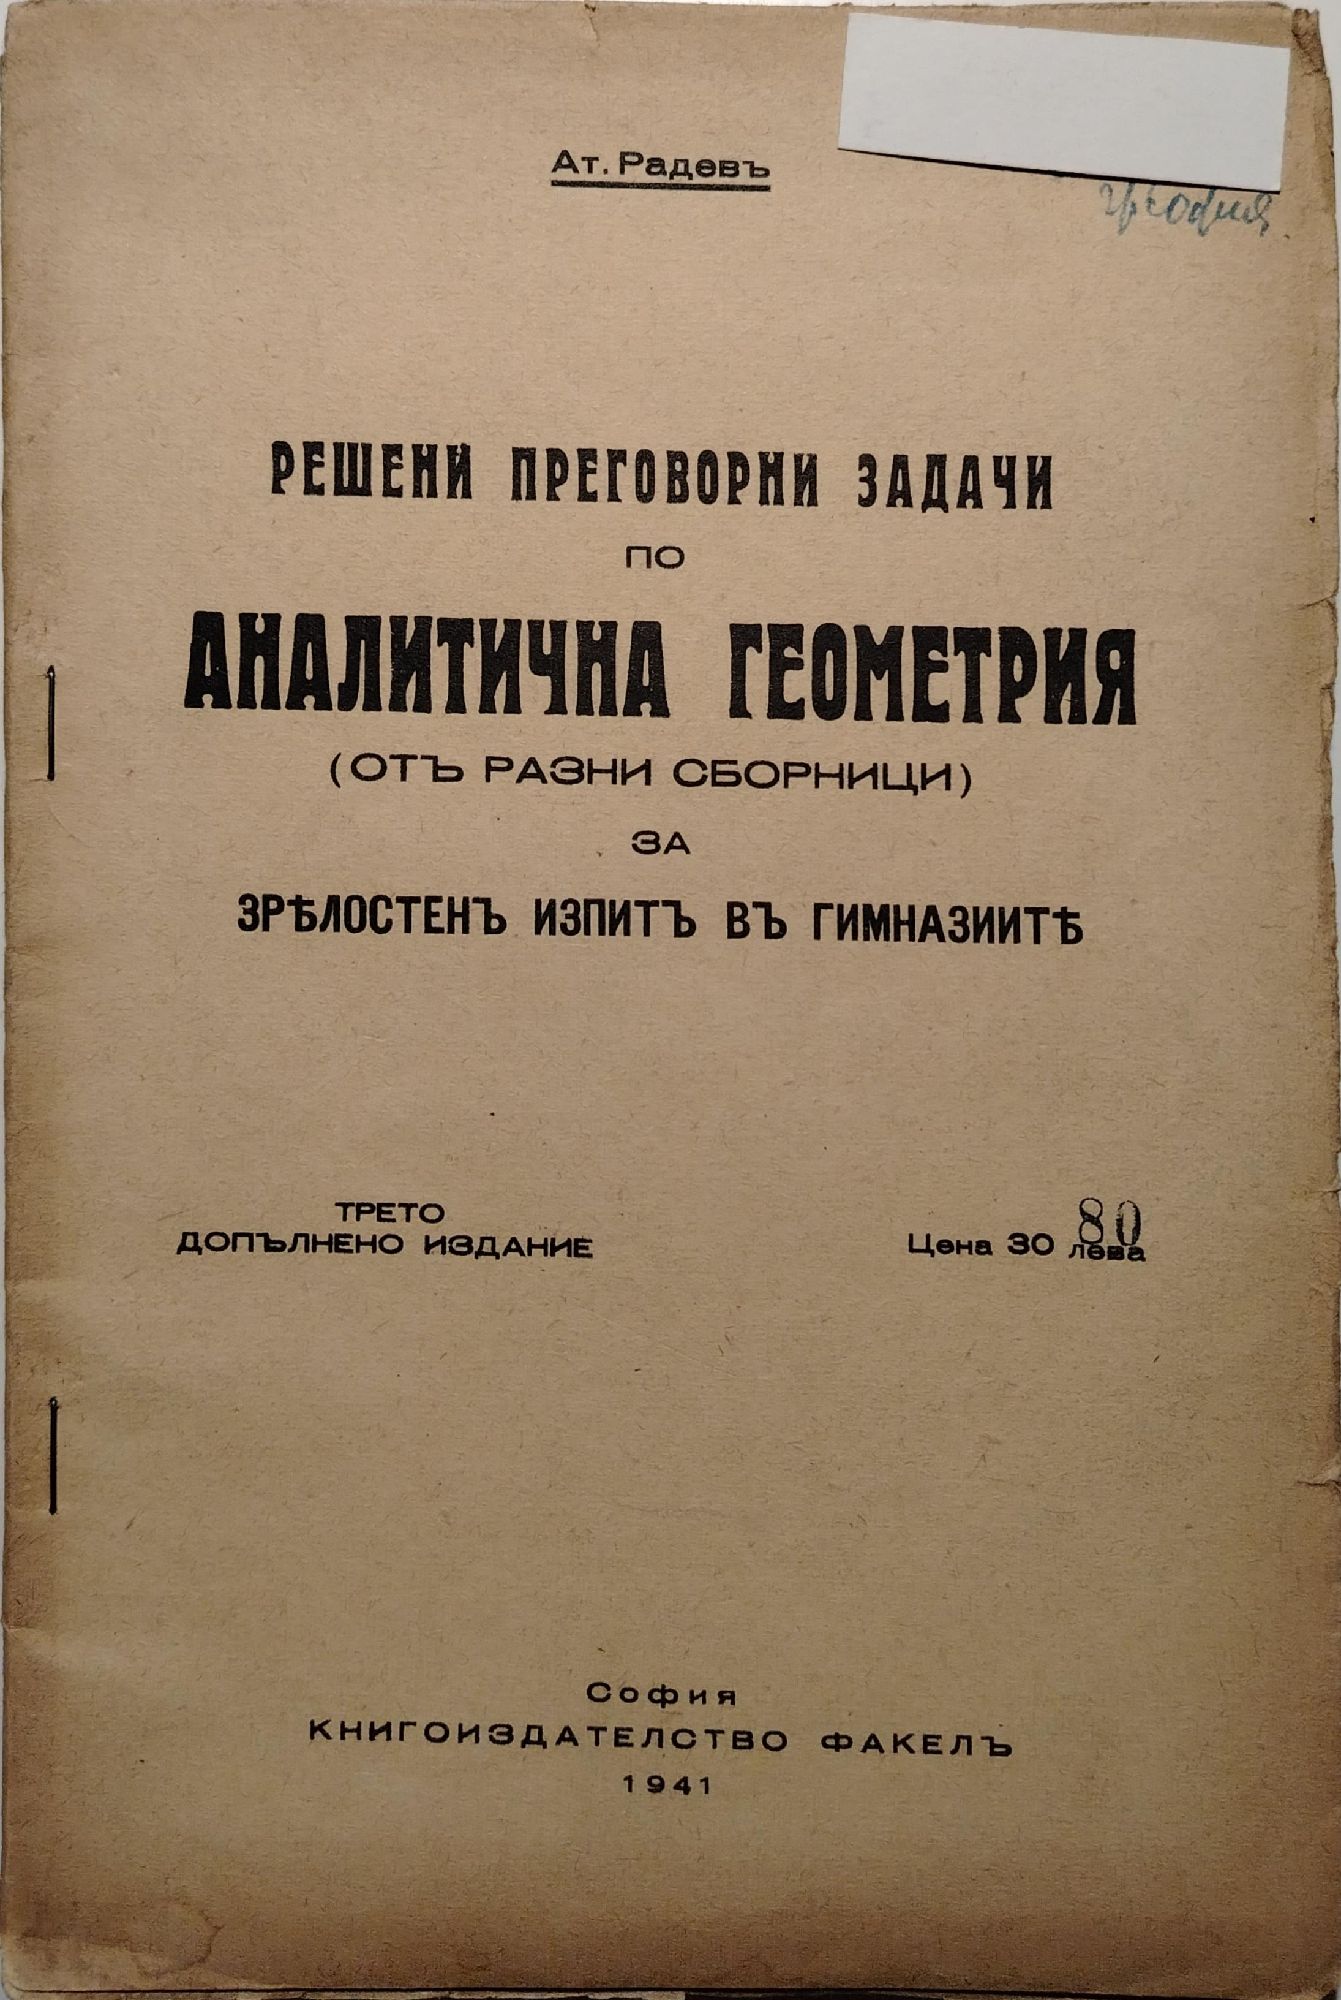 Ат. Радевъ
гр. София
РЕШЕНИ ПРЕГОВОРНИ ЗАДАЧИ
ПО
АНАЛИТИЧНА ГЕОМЕТРИЯ
(ОТЪ РАЗНИ СБОРНИЦИ)
ЗА
ЗРѢЛОСТЕНЪ ИЗПИТЪ ВЪ ГИМНАЗИИТѢ
ТРЕТО
ДОПЪЛНЕНО ИЗДАНИЕ
80
Цена 30 лева
София
КНИГОИЗДАТЕЛСТВО ФАКЕЛЪ
1941